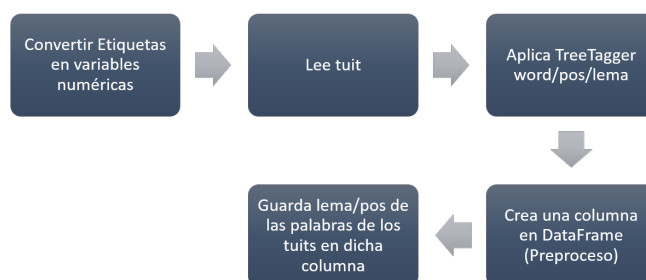 Convertir Etiquetas
en variables
numéricas
Lee tuit
Aplica TreeTagger
word/pos/lema
Crea una columna
en DataFrame
(Preproceso)
Guarda lema/pos de
las palabras de los
tuits en dicha
columna